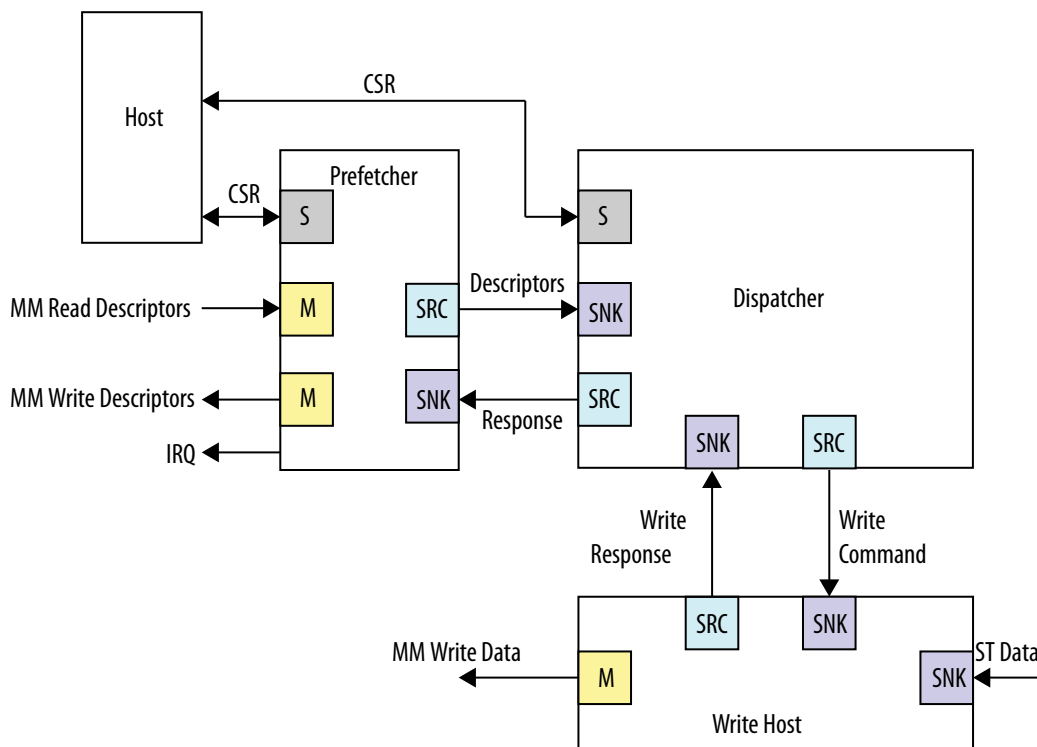 CSR
Host
Prefetcher
CSR
S
S
MM Read Descriptors
M
SRC
Descriptors
SNK
Dispatcher
MM Write Descriptors
M
SNK
Response
SRC
IRQ
SNK
SRC
Write
Response
Write
Command
SRC
SNK
MM Write Data
M
SNK
ST Data
Write Host